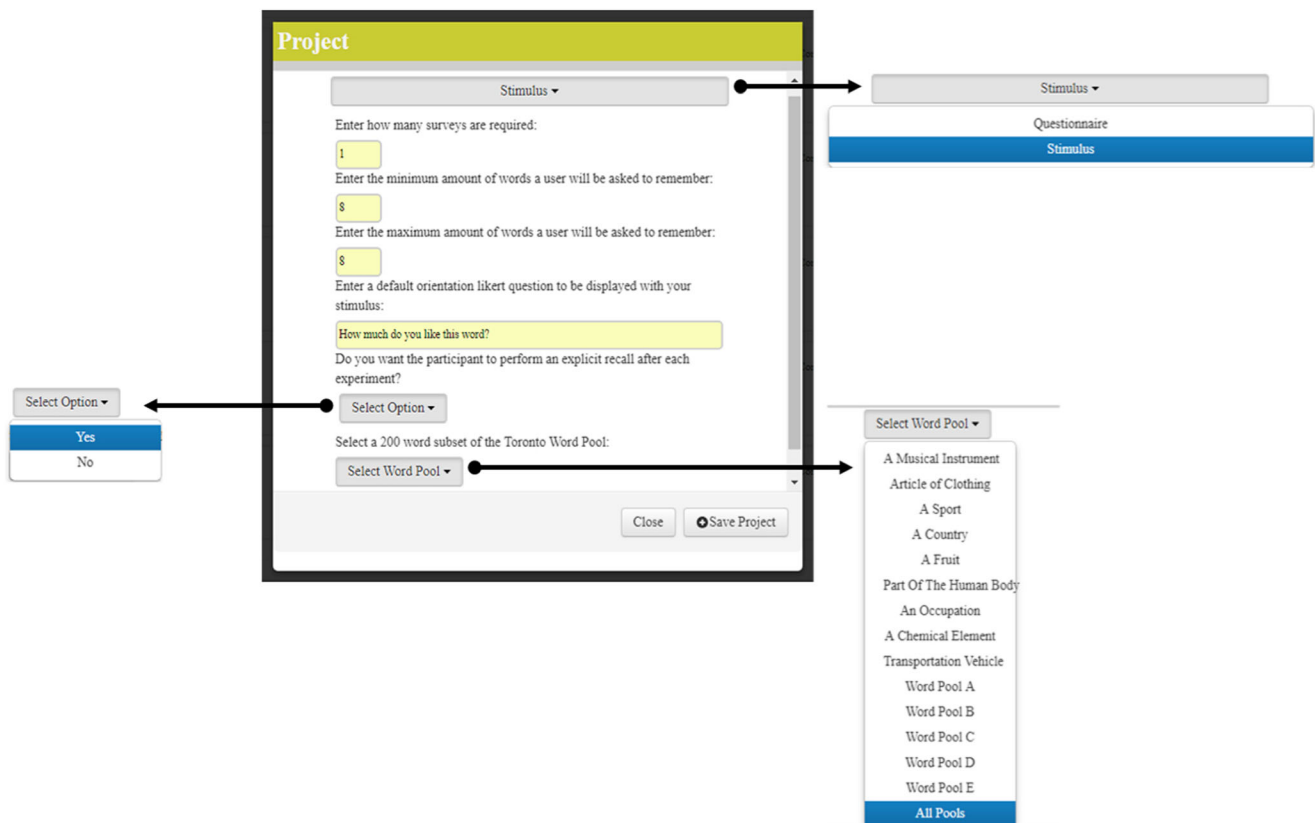 Project
Stimulus
Enter how many surveys are required:
1
Enter the minimum amount of words a user will be asked to remember:
8
Enter the maximum amount of words a user will be asked to remember:
8
Enter a default orientation likert question to be displayed with your
stimulus:
How much do you like this word?
Do you want the participant to perform an explicit recall after each
experiment?
Select Option
Select a 200 word subset of the Toronto Word Pool:
Select Word Pool
Close
Save Project
Stimulus
Questionnaire
Stimulus
Select Option
Yes
No
Select Word Pool
A Musical Instrument
Article of Clothing
A Sport
A Country
A Fruit
Part Of The Human Body
An Occupation
A Chemical Element
Transportation Vehicle
Word Pool A
Word Pool B
Word Pool C
Word Pool D
Word Pool E
All Pools